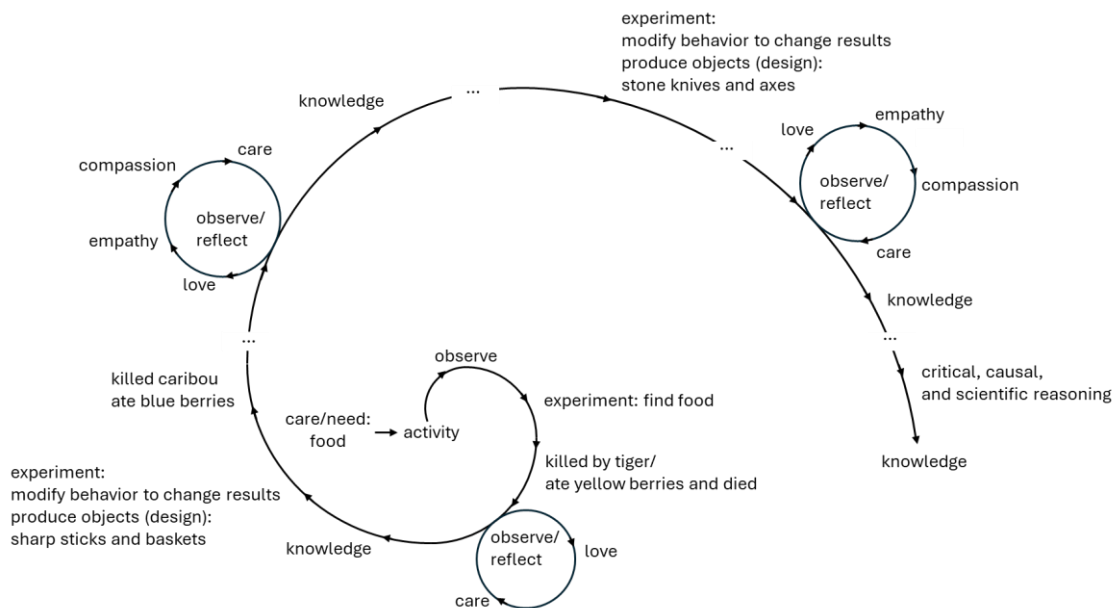 care/need:
food
activity
observe
experiment: find food
killed by tiger/
ate yellow berries and died
observe/
reflect
love
care
knowledge
experiment:
modify behavior to change results
produce objects (design):
sharp sticks and baskets
killed caribou
ate blue berries
...
observe/
reflect
love
empathy
compassion
care
knowledge
...
experiment:
modify behavior to change results
produce objects (design):
stone knives and axes
...
observe/
reflect
love
empathy
compassion
care
knowledge
...
critical, causal,
and scientific reasoning
knowledge